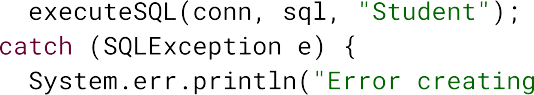 executeSQL(conn, sql, "Student");
catch (SQLException e) {
System.err.println("Error creating